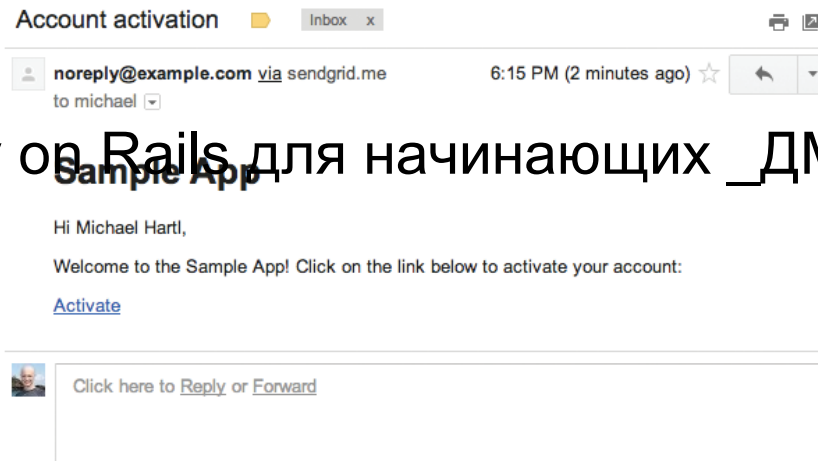 Account activation Inbox x
noreply@example.com via sendgrid.me 6:15 PM (2 minutes ago)
to michael
on Rails для начинающих _ДМ
Sample App
Hi Michael Hartl,
Welcome to the Sample App! Click on the link below to activate your account:
Activate
Click here to Reply or Forward